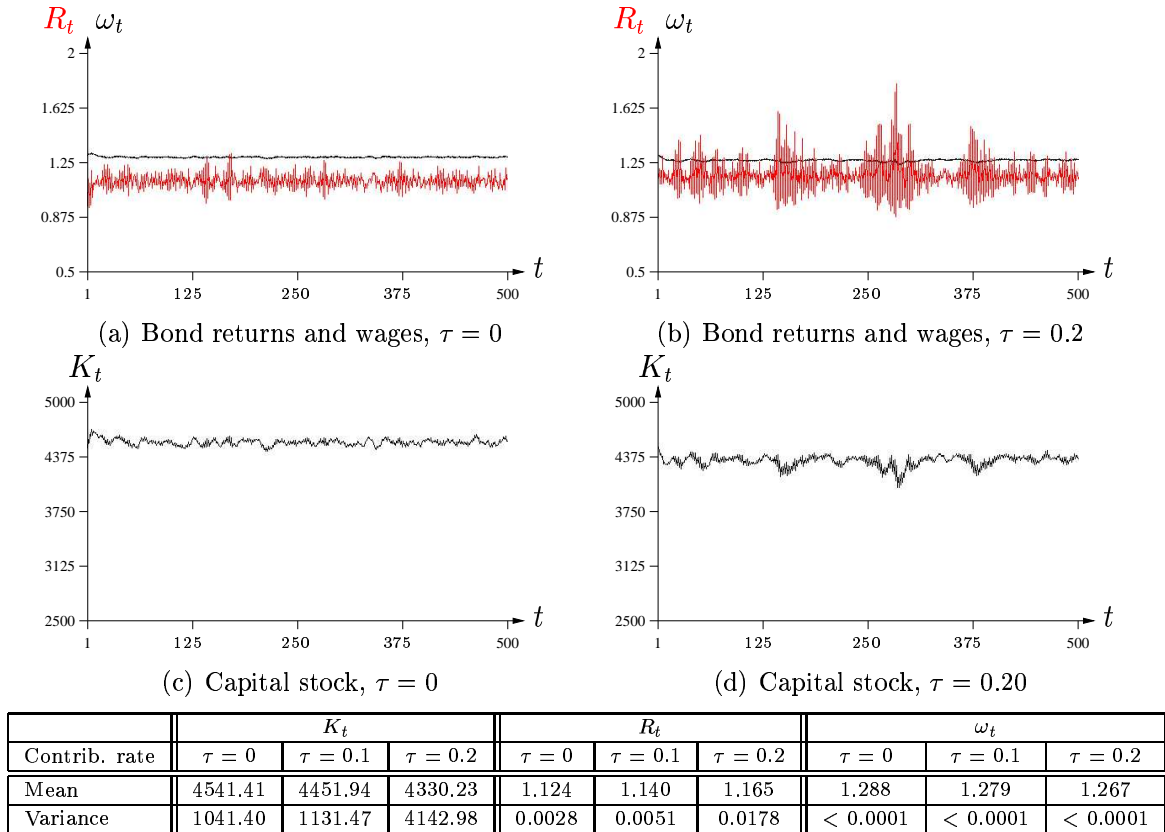 R_t ω_t
2
1.625
1.25
0.875
0.5
1 125 250 375 500
t
(a) Bond returns and wages, τ = 0
R_t ω_t
2
1.625
1.25
0.875
0.5
1 125 250 375 500
t
(b) Bond returns and wages, τ = 0.2
K_t
5000
4375
3750
3125
2500
1 125 250 375 500
t
(c) Capital stock, τ = 0
K_t
5000
4375
3750
3125
2500
1 125 250 375 500
t
(d) Capital stock, τ = 0.20
K_t R_t ω_t
Contrib. rate τ = 0 τ = 0.1 τ = 0.2 τ = 0 τ = 0.1 τ = 0.2 τ = 0 τ = 0.1 τ = 0.2
Mean 4541.41 4451.94 4330.23 1.124 1.140 1.165 1.288 1.279 1.267
Variance 1041.40 1131.47 4142.98 0.0028 0.0051 0.0178 < 0.0001 < 0.0001 < 0.0001